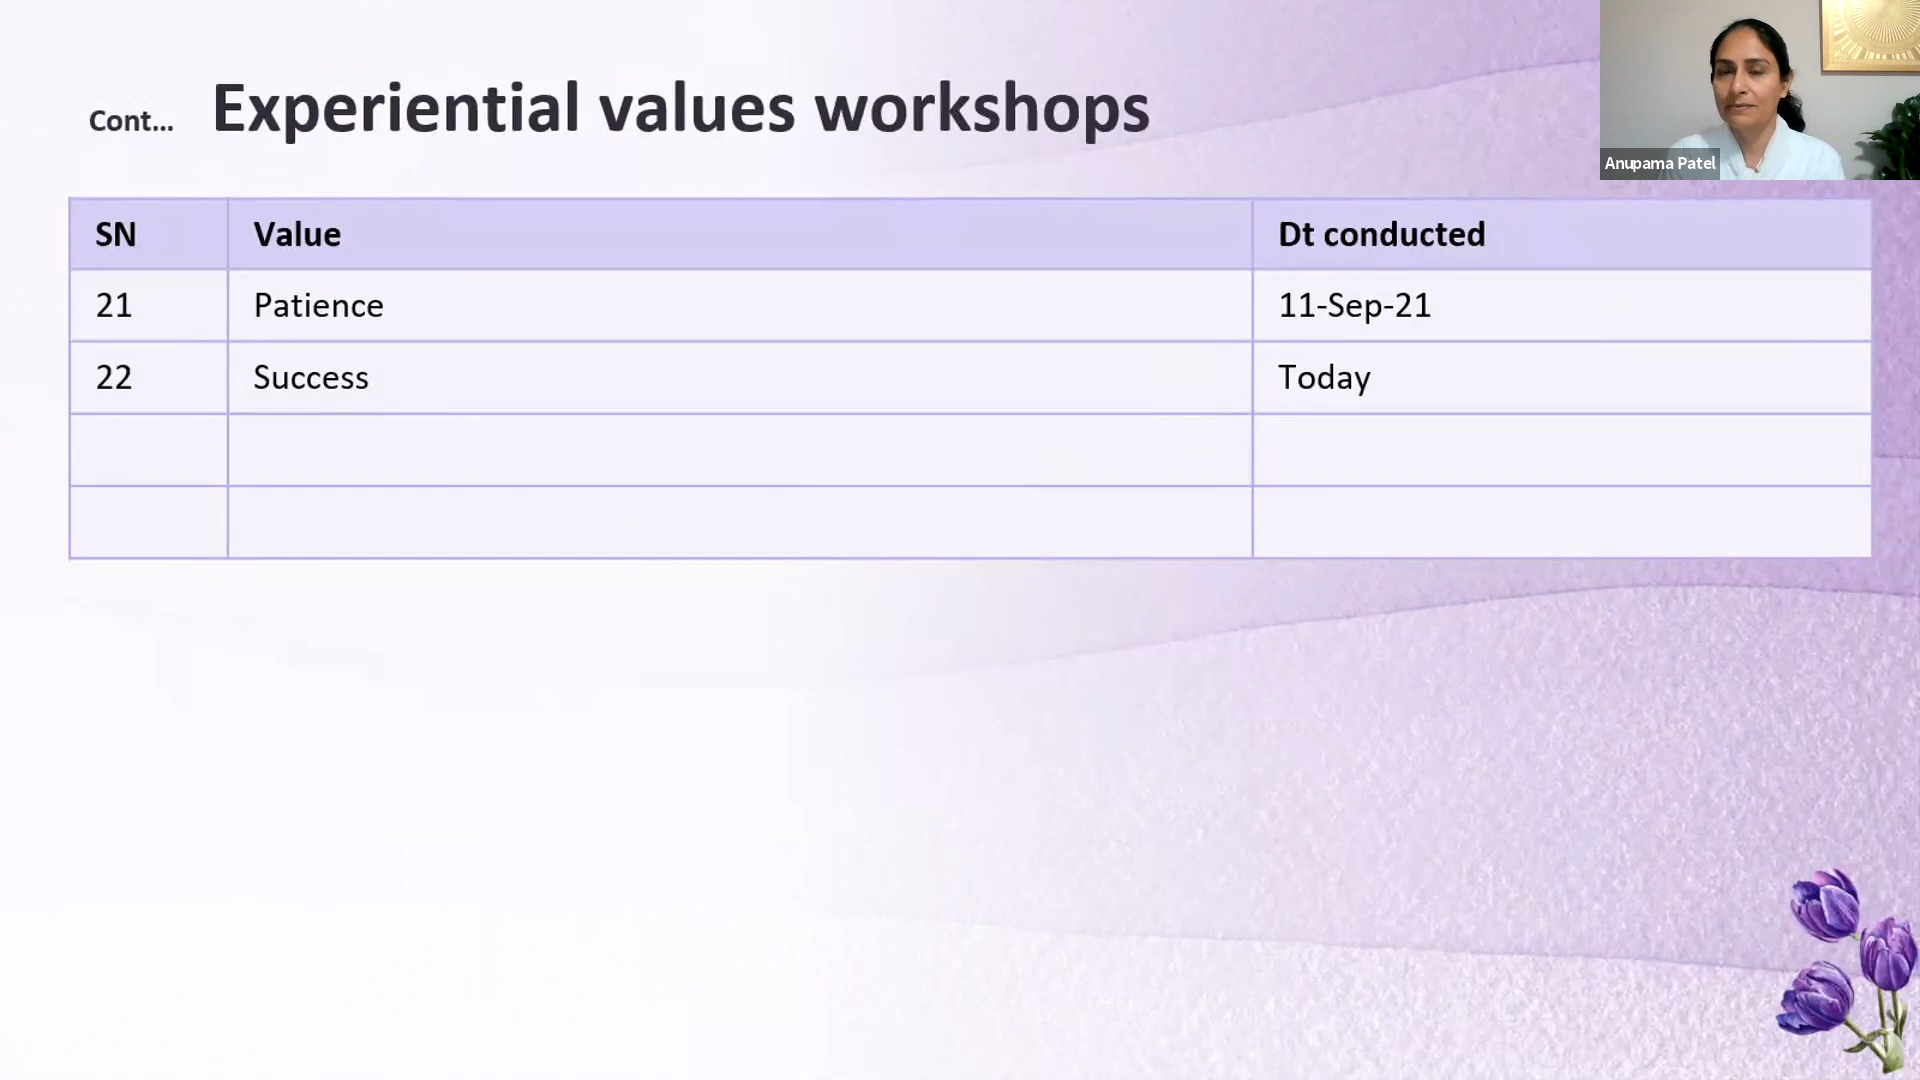 Cont... Experiential values workshops
Anupama Patel
SN Value Dt conducted
21 Patience 11-Sep-21
22 Success Today